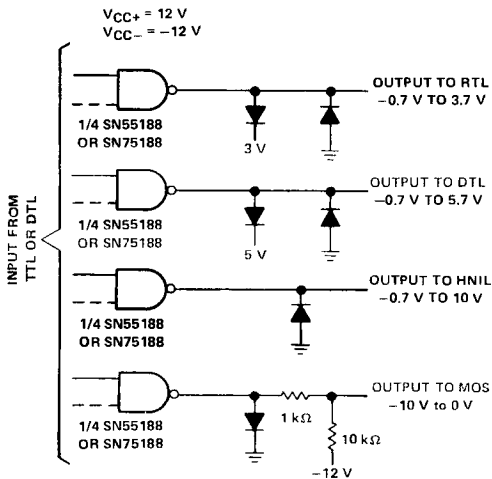 VCC+ = 12 V
VCC− = −12 V
INPUT FROM
TTL OR DTL
1/4 SN55188
OR SN75188
3 V
OUTPUT TO RTL
−0.7 V TO 3.7 V
1/4 SN55188
OR SN75188
5 V
OUTPUT TO DTL
−0.7 V TO 5.7 V
1/4 SN55188
OR SN75188
OUTPUT TO HNIL
−0.7 V TO 10 V
1/4 SN55188
OR SN75188
1 kΩ
10 kΩ
−12 V
OUTPUT TO MOS
−10 V to 0 V